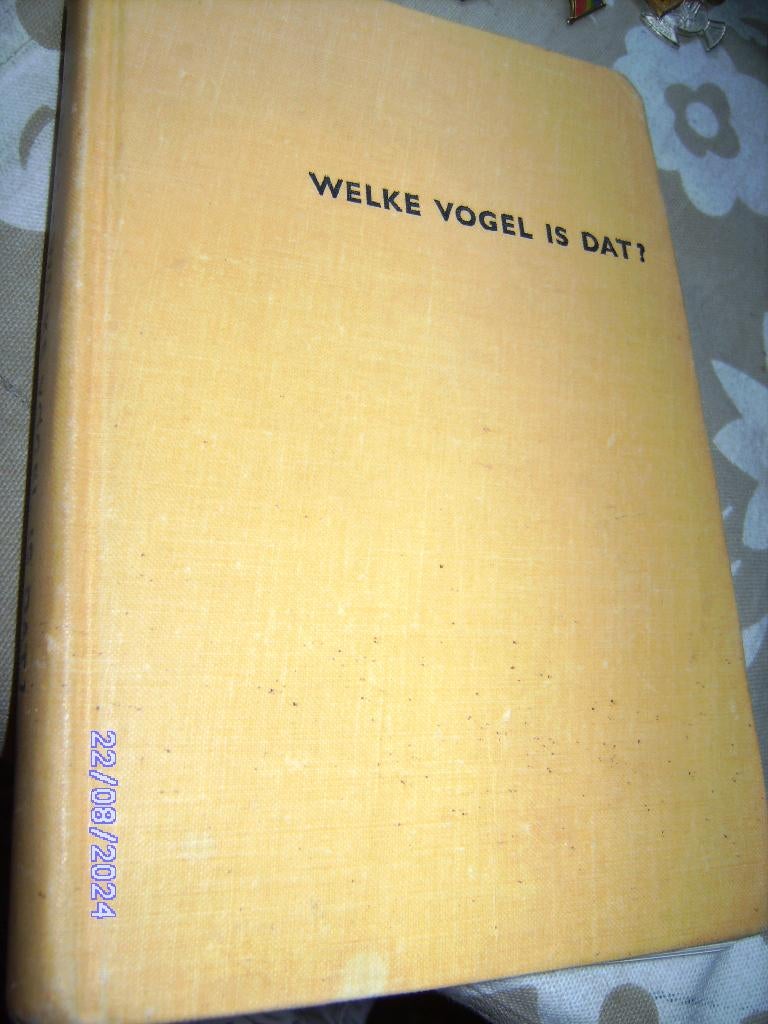 WELKE VOGEL IS DAT?
22/08/2024